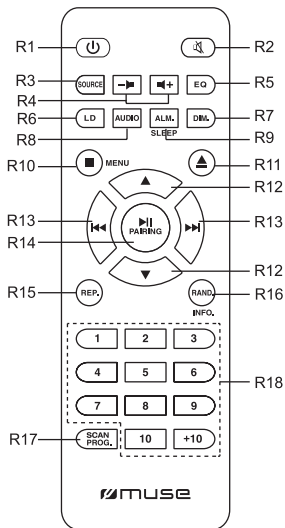 R1
R2
R3
SOURCE
EQ
R5
R4
R6
LD
AUDIO
ALM.
DIM.
R7
R8
SLEEP
R9
R10
MENU
R11
R12
R13
R13
R14
PAIRING
R12
R15
REP.
RAND.
R16
INFO.
1
2
3
4
5
6
R18
7
8
9
R17
SCAN
PROG.
10
+10
muse